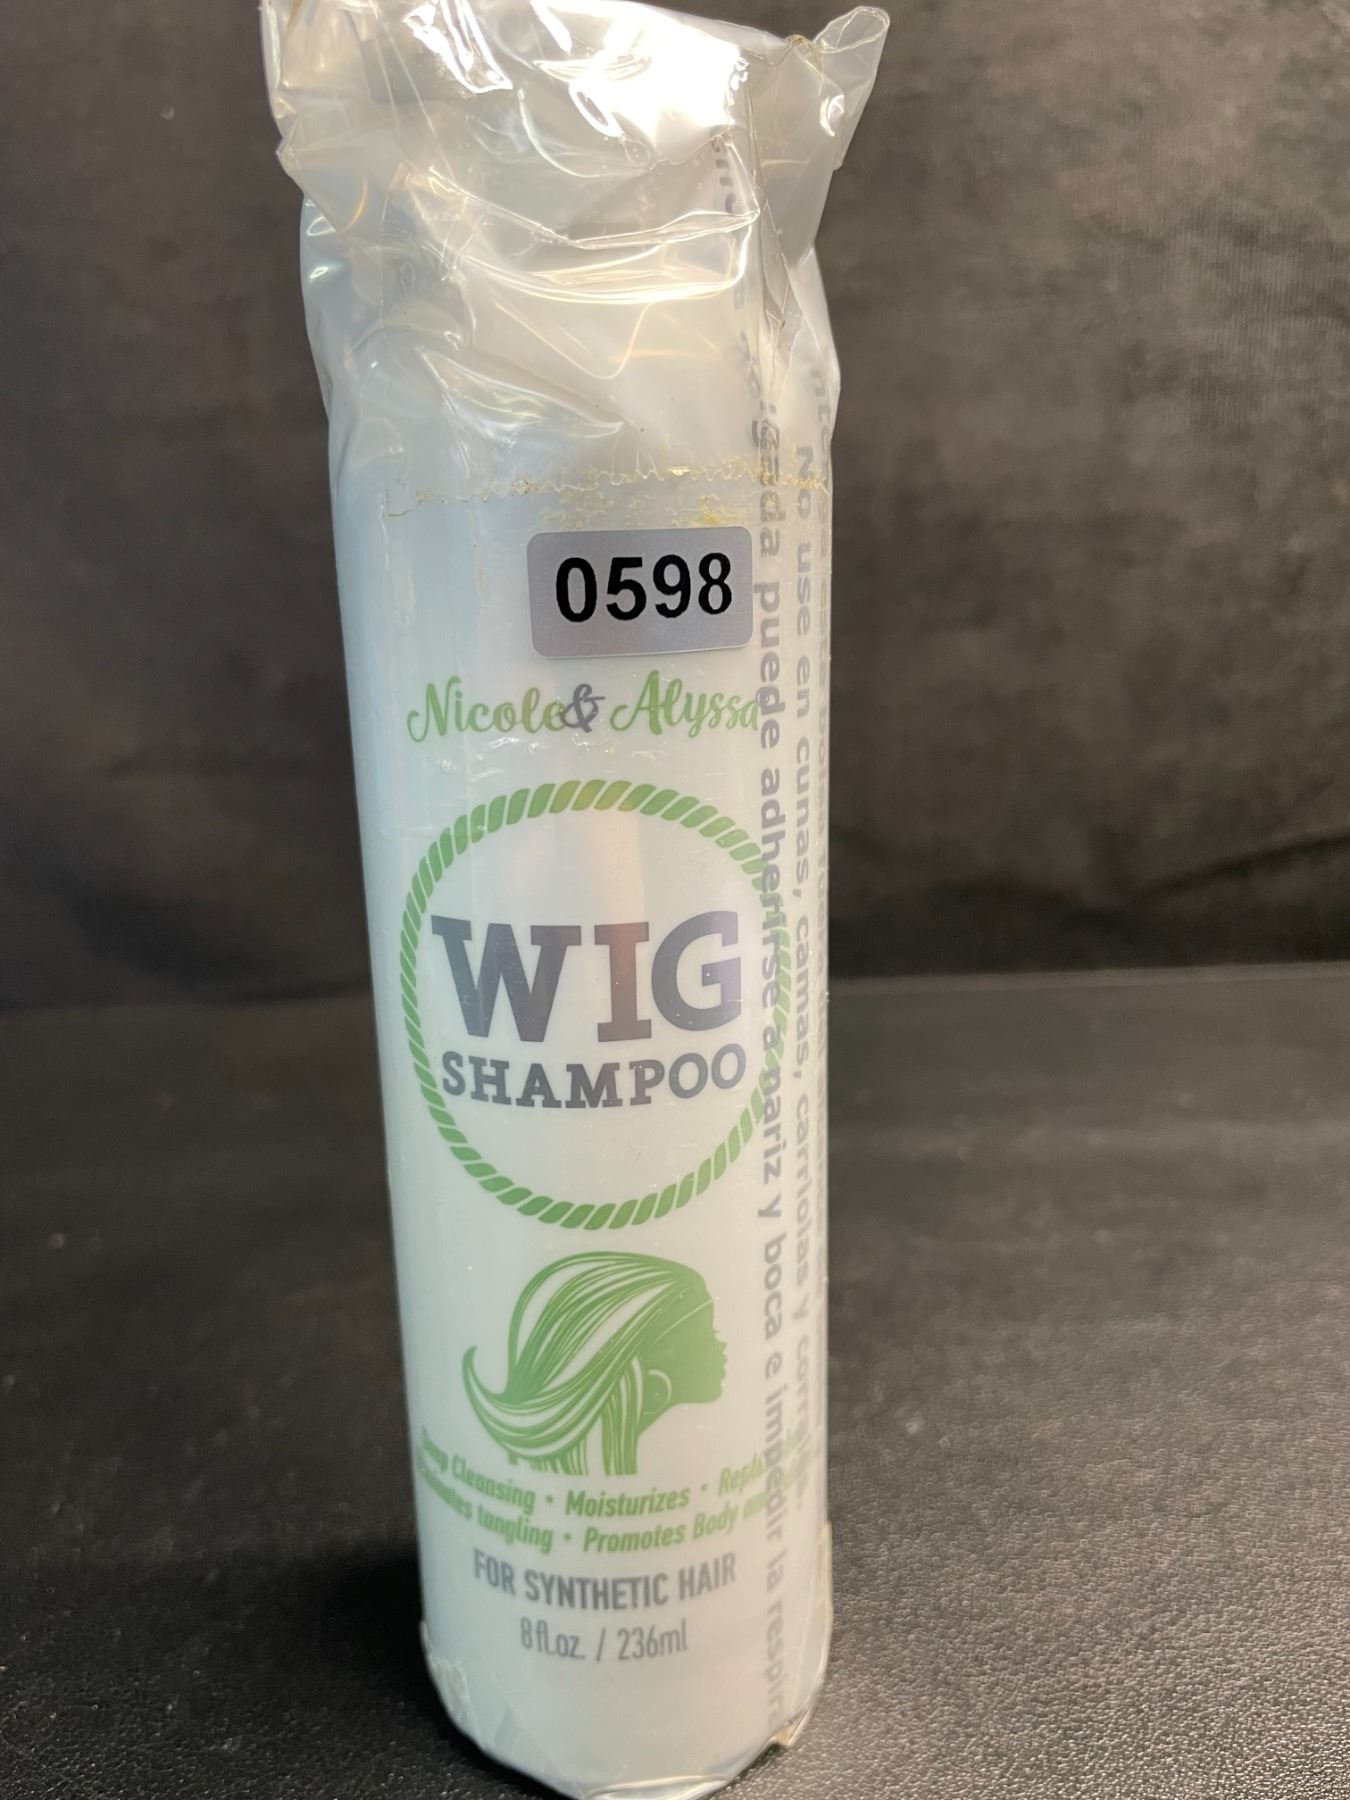 0598
Nicole & Alyssa
WIG
SHAMPOO
Cleansing • Moisturizes •
tangling • Promotes Body
FOR SYNTHETIC HAIR
8fl.oz. / 236ml
puede adherirse a nariz y boca e impedir la
No use en cunas, camas, carriolas y